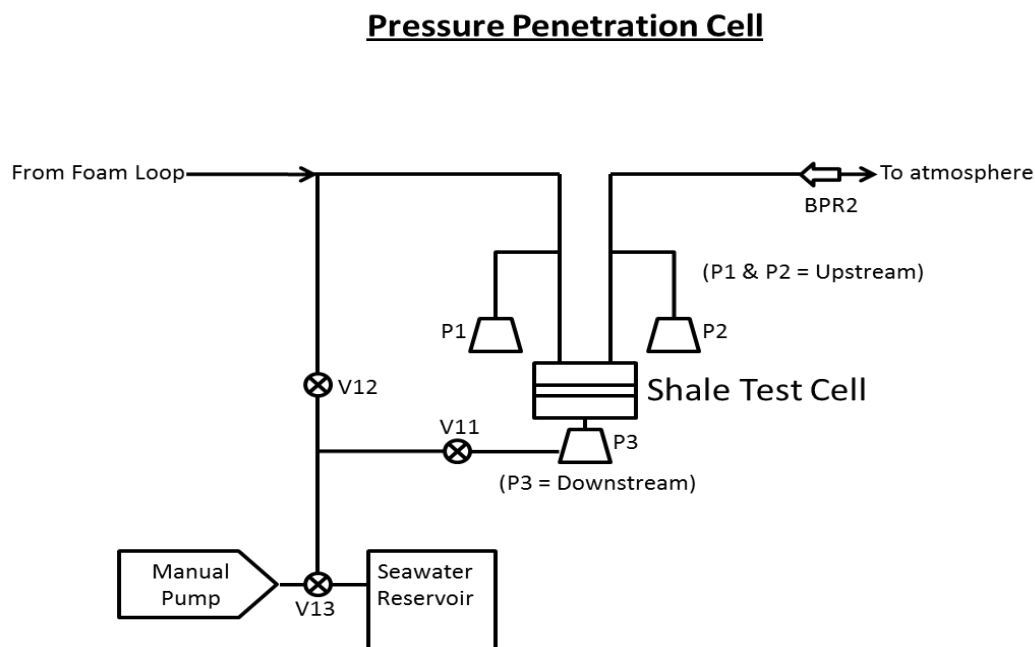 Pressure Penetration Cell
From Foam Loop
To atmosphere
BPR2
(P1 & P2 = Upstream)
P1
P2
V12
Shale Test Cell
V11
P3
(P3 = Downstream)
Manual
Pump
V13
Seawater
Reservoir